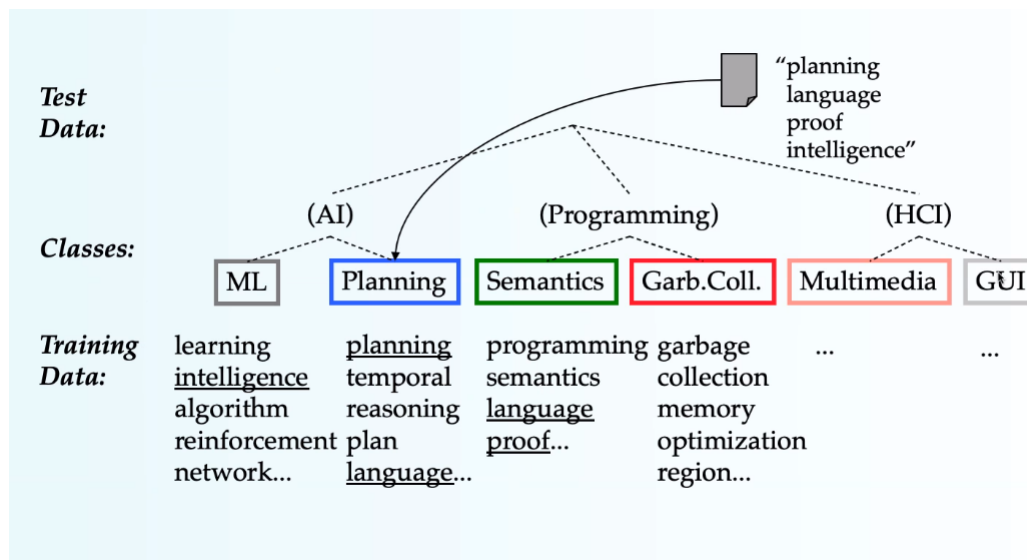 Test
Data:
“planning
language
proof
intelligence”
(AI)
(Programming)
(HCI)
Classes:
ML
Planning
Semantics
Garb.Coll.
Multimedia
GUI
Training
Data:
learning
intelligence
algorithm
reinforcement
network...
planning
temporal
reasoning
plan
language...
programming
semantics
language
proof...
garbage
collection
memory
optimization
region...
...
...